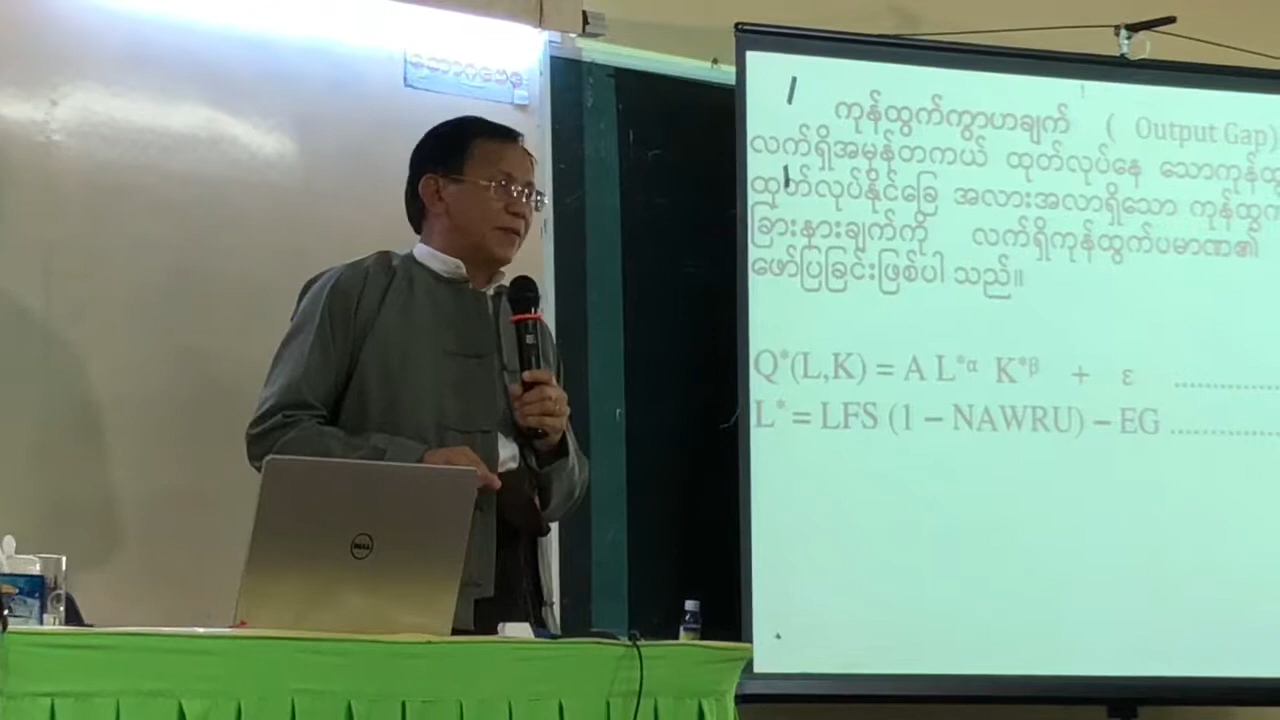 ကုန်ထွက်ကွာဟချက် ( Output Gap)
လက်ရှိအမှန်တကယ် ထုတ်လုပ်နေ သောကုန်
ထုတ်လုပ်နိုင်ခြေ အလားအလာရှိသော ကုန်ထွက်
ခြားနားချက်ကို လက်ရှိကုန်ထွက်ပမာဏ၏
ဖော်ပြခြင်းဖြစ်ပါ သည်။
Q*(L,K) = A L*α K*β + ε ................
L* = LFS (1 – NAWRU) – EG ................
DELL